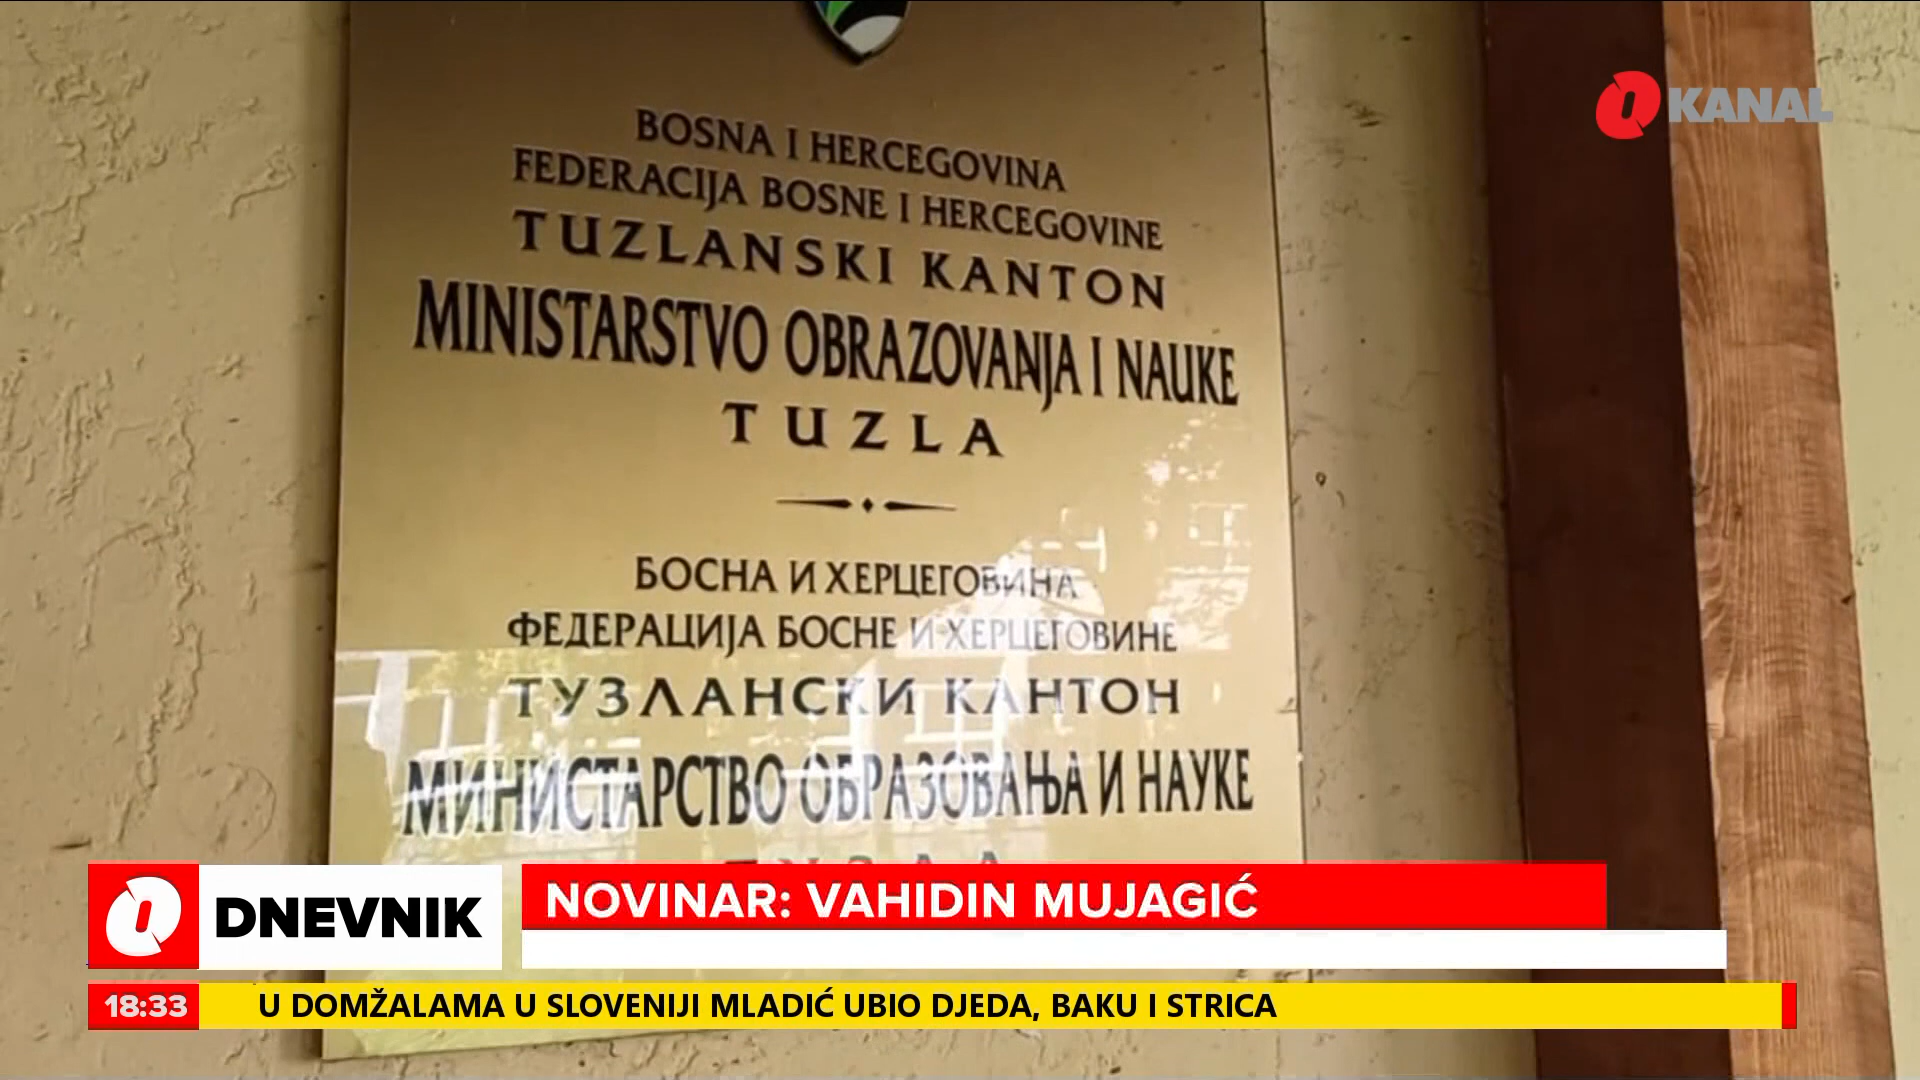 O KANAL
BOSNA I HERCEGOVINA
FEDERACIJA BOSNE I HERCEGOVINE
TUZLANSKI KANTON
MINISTARSTVO OBRAZOVANJA I NAUKE
TUZLA
БОСНА И ХЕРЦЕГОВИНА
ФЕДЕРАЦИЈА БОСНЕ И ХЕРЦЕГОВИНЕ
ТУЗЛАНСКИ КАНТОН
МИНИСТАРСТВО ОБРАЗОВАЊА И НАУКЕ
O DNEVNIK
NOVINAR: VAHIDIN MUJAGIĆ
18:33
U DOMŽALAMA U SLOVENIJI MLADIĆ UBIO DJEDA, BAKU I STRICA